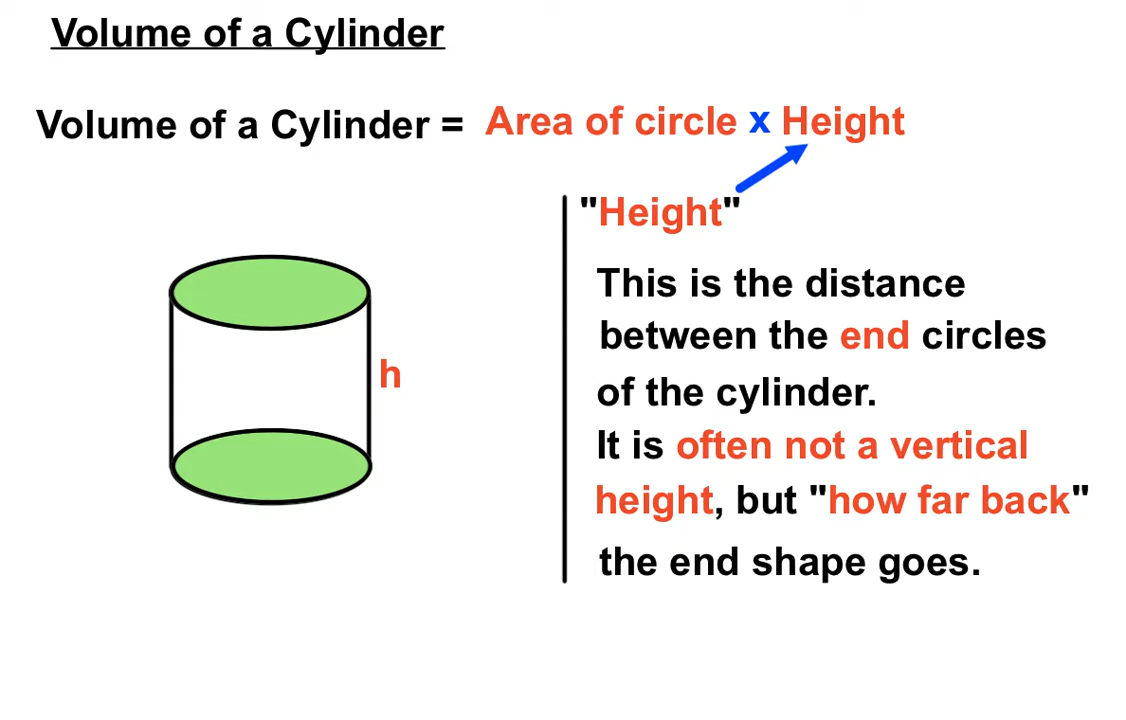 Volume of a Cylinder
Volume of a Cylinder = Area of circle x Height
"Height"
This is the distance
between the end circles
h
of the cylinder.
It is often not a vertical
height, but "how far back"
the end shape goes.